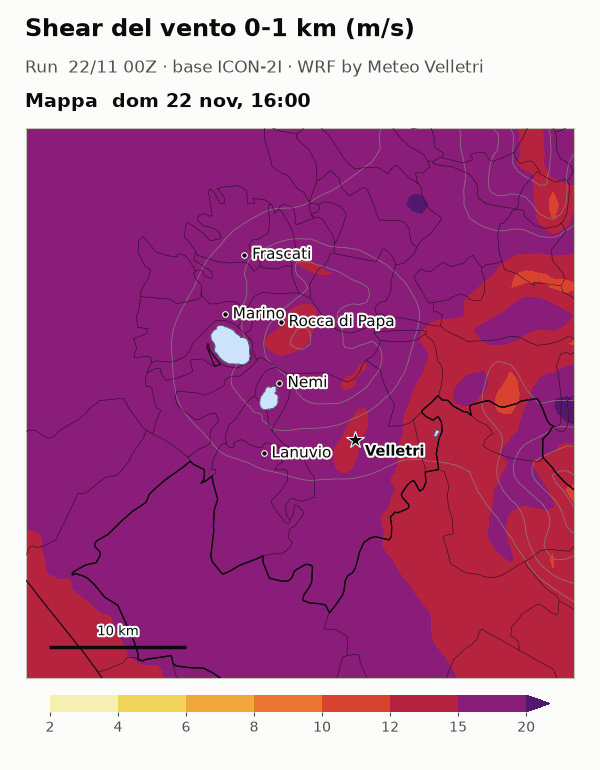 Shear del vento 0-1 km (m/s)
Run  22/11 00Z · base ICON-2I · WRF by Meteo Velletri
Mappa  dom 22 nov, 16:00
Frascati
Marino
Rocca di Papa
Nemi
Velletri
Lanuvio
10 km
2 4 6 8 10 12 15 20